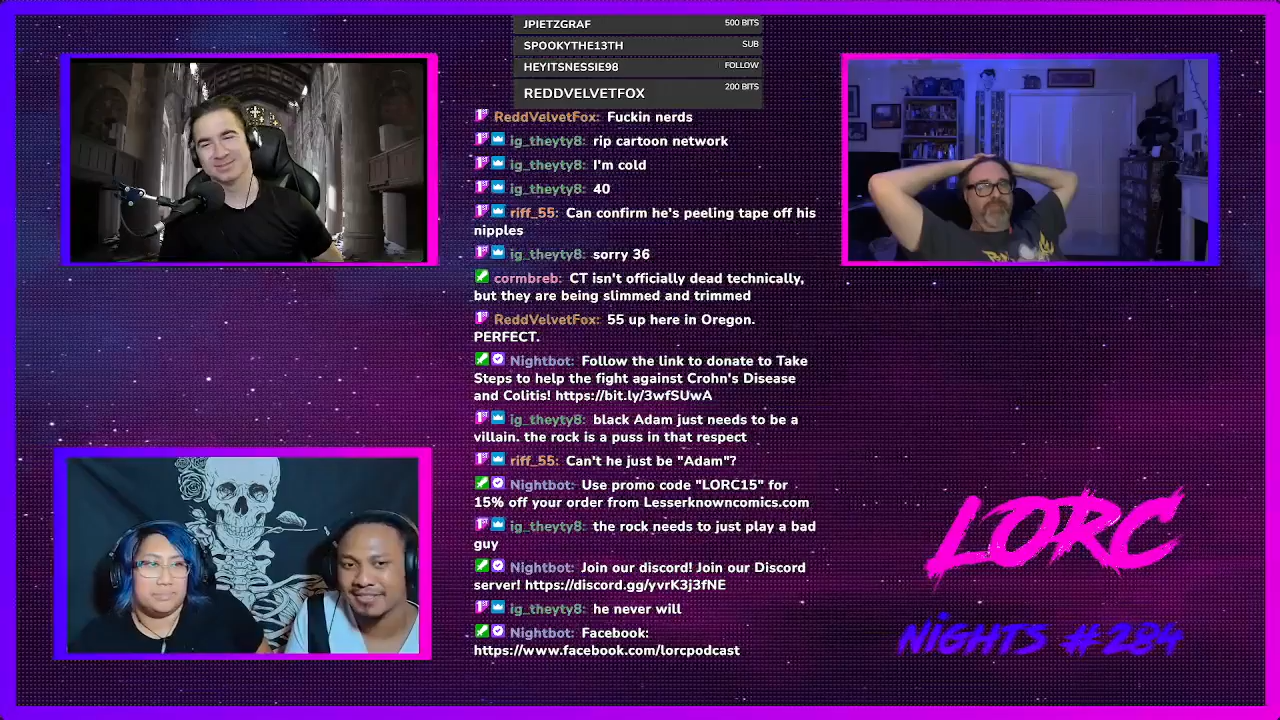 JPIETZGRAF 500 BITS
SPOOKYTHE13TH SUB
HEYITSNESSIE98 FOLLOW
REDDVELVETFOX 200 BITS
ReddVelvetFox: Fuckin nerds
ig_theyty8: rip cartoon network
ig_theyty8: I'm cold
ig_theyty8: 40
riff_55: Can confirm he's peeling tape off his
nipples
ig_theyty8: sorry 36
cormbreb: CT isn't officially dead technically,
but they are being slimmed and trimmed
ReddVelvetFox: 55 up here in Oregon.
PERFECT.
Nightbot: Follow the link to donate to Take
Steps to help the fight against Crohn's Disease
and Colitis! https://bit.ly/3wfSUwA
ig_theyty8: black Adam just needs to be a
villain. the rock is a puss in that respect
riff_55: Can't he just be "Adam"?
Nightbot: Use promo code "LORC15" for
15% off your order from Lesserknowncomics.com
ig_theyty8: the rock needs to just play a bad
guy
Nightbot: Join our discord! Join our Discord
server! https://discord.gg/yvrK3j3fNE
ig_theyty8: he never will
Nightbot: Facebook:
https://www.facebook.com/lorcpodcast
LORC
NIGHTS #284